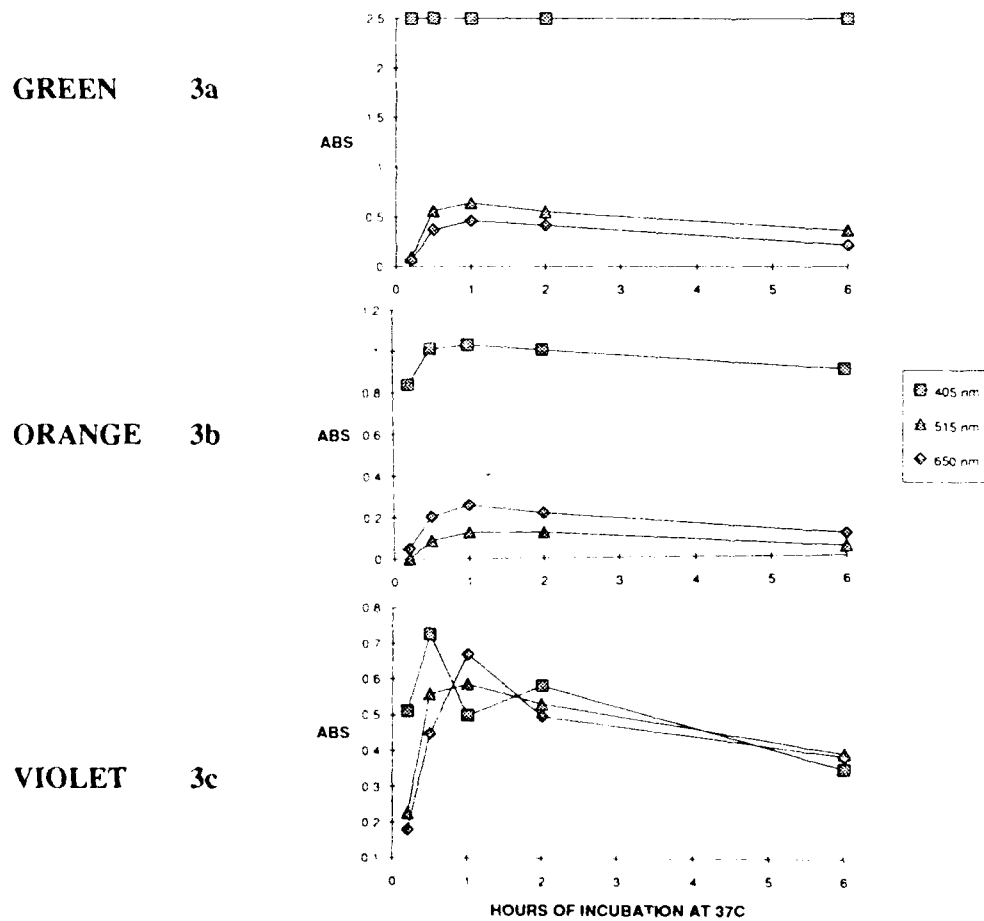 GREEN 3a
ABS
2.5
2
1.5
1
0.5
0
0 1 2 3 4 5 6
ORANGE 3b
ABS
1.2
1
0.8
0.6
0.4
0.2
0
0 1 2 3 4 5 6
405 nm
515 nm
650 nm
VIOLET 3c
ABS
0.8
0.7
0.6
0.5
0.4
0.3
0.2
0.1
0 1 2 3 4 5 6
HOURS OF INCUBATION AT 37C